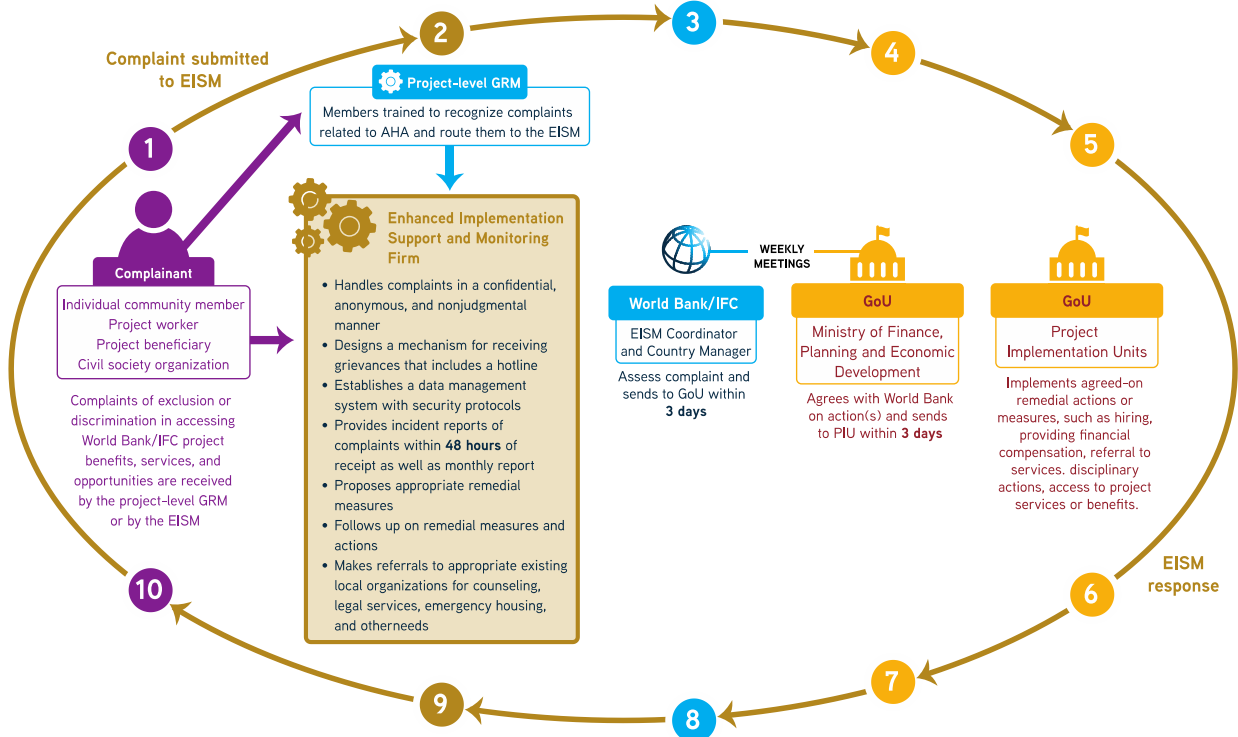 Complaint submitted
to EISM
1
2
3
4
5
6
7
8
9
10
EISM
response
Project-level GRM
Members trained to recognize complaints
related to AHA and route them to the EISM
Complainant
Individual community member
Project worker
Project beneficiary
Civil society organization
Complaints of exclusion or
discrimination in accessing
World Bank/IFC project
benefits, services, and
opportunities are received
by the project-level GRM
or by the EISM
Enhanced Implementation
Support and Monitoring
Firm
• Handles complaints in a confidential,
anonymous, and nonjudgmental
manner
• Designs a mechanism for receiving
grievances that includes a hotline
• Establishes a data management
system with security protocols
• Provides incident reports of
complaints within 48 hours of
receipt as well as monthly report
• Proposes appropriate remedial
measures
• Follows up on remedial measures and
actions
• Makes referrals to appropriate existing
local organizations for counseling,
legal services, emergency housing,
and otherneeds
WEEKLY
MEETINGS
World Bank/IFC
EISM Coordinator
and Country Manager
Assess complaint and
sends to GoU within
3 days
GoU
Ministry of Finance,
Planning and Economic
Development
Agrees with World Bank
on action(s) and sends
to PIU within 3 days
GoU
Project
Implementation Units
Implements agreed-on
remedial actions or
measures, such as hiring,
providing financial
compensation, referral to
services. disciplinary
actions, access to project
services or benefits.